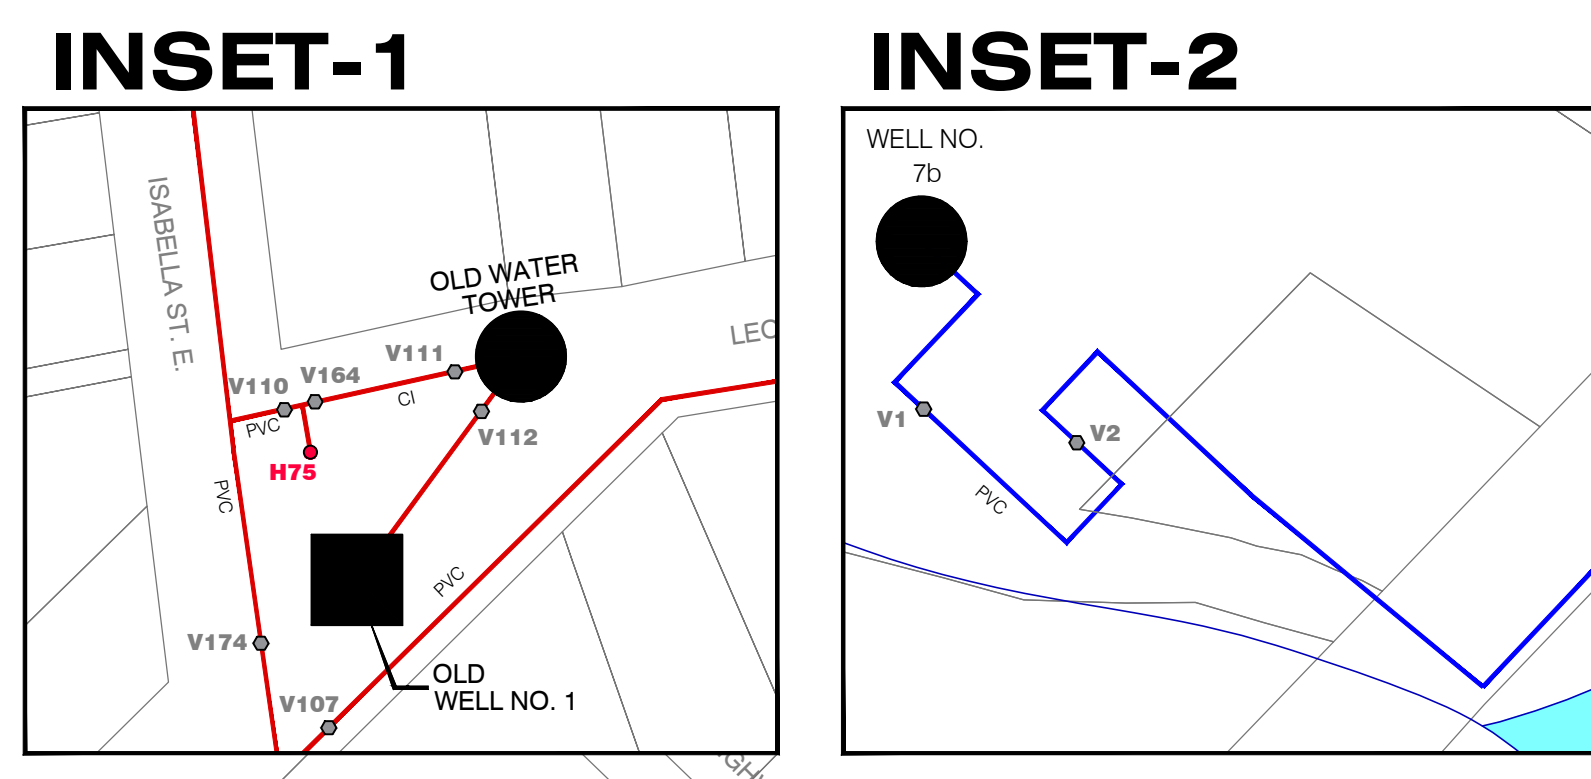 INSET-1
INSET-2
ISABELLA ST. E.
OLD WATER
TOWER
LEO
V111
V164
V110
CI
PVC
V112
H75
PVC
PVC
V174
OLD
WELL NO. 1
V107
WELL NO.
7b
V1
V2
PVC